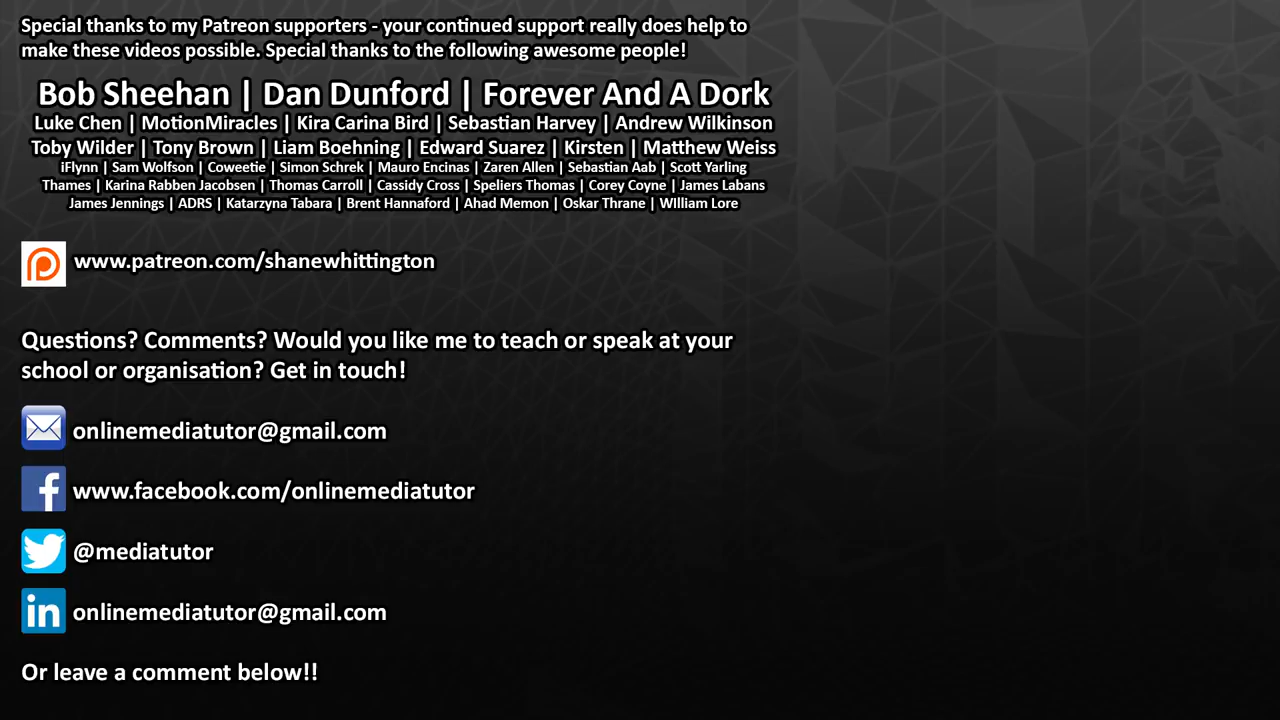 Special thanks to my Patreon supporters - your continued support really does help to
make these videos possible. Special thanks to the following awesome people!
Bob Sheehan | Dan Dunford | Forever And A Dork
Luke Chen | MotionMiracles | Kira Carina Bird | Sebastian Harvey | Andrew Wilkinson
Toby Wilder | Tony Brown | Liam Boehning | Edward Suarez | Kirsten | Matthew Weiss
iFlynn | Sam Wolfson | Coweetie | Simon Schrek | Mauro Encinas | Zaren Allen | Sebastian Aab | Scott Yarling
Thames | Karina Rabben Jacobsen | Thomas Carroll | Cassidy Cross | Speliers Thomas | Corey Coyne | James Labans
James Jennings | ADRS | Katarzyna Tabara | Brent Hannaford | Ahad Memon | Oskar Thrane | WIlliam Lore
www.patreon.com/shanewhittington
Questions? Comments? Would you like me to teach or speak at your
school or organisation? Get in touch!
onlinemediatutor@gmail.com
www.facebook.com/onlinemediatutor
@mediatutor
onlinemediatutor@gmail.com
Or leave a comment below!!